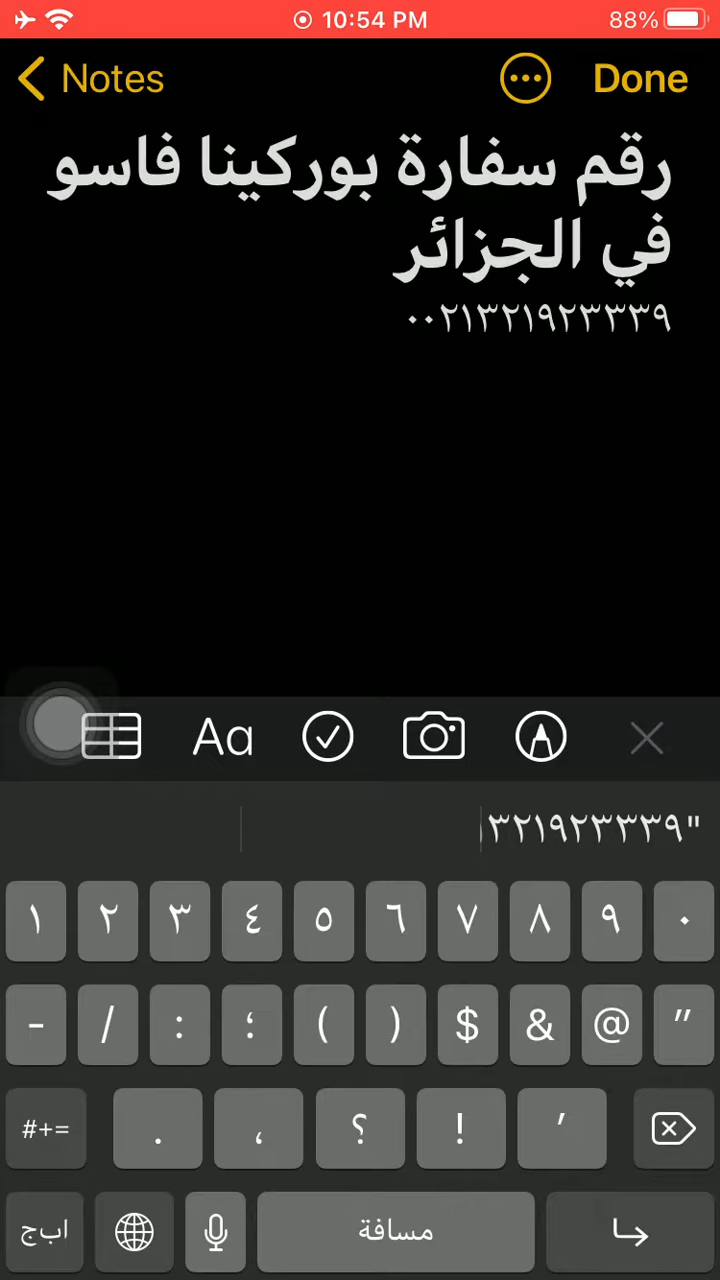 10:54 PM
88%
Notes
Done
رقم سفارة بوركينا فاسو
في الجزائر
٠٠٢١٣٢١٩٢٣٣٣٩
Aa
٣٢١٩٢٣٣٣٩"
١ ٢ ٣ ٤ ٥ ٦ ٧ ٨ ٩ ٠
- / : ؛ ( ) $ & @ "
#+= . ، ؟ ! '
اب ج مسافة